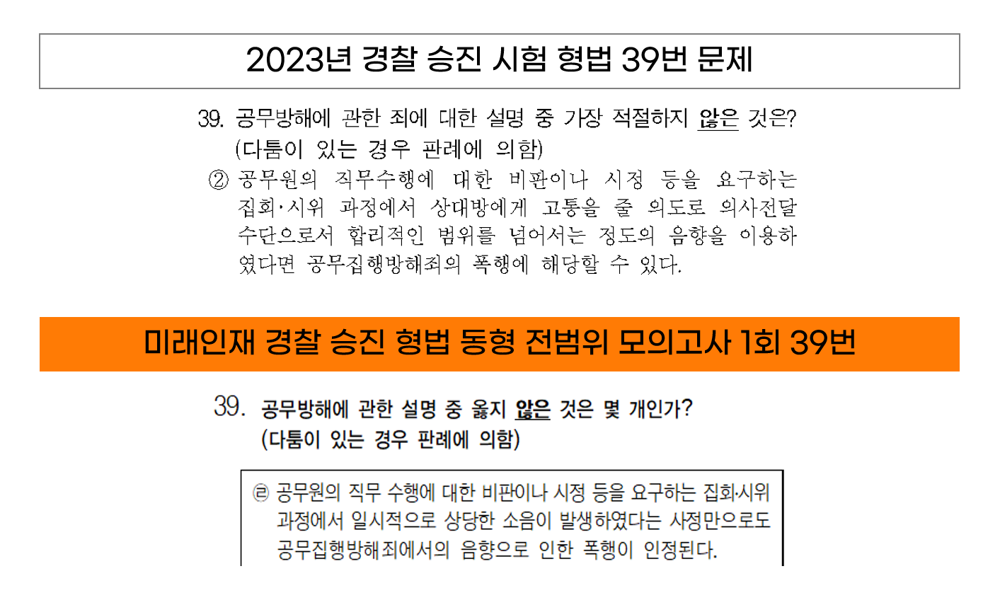 2023년 경찰 승진 시험 형법 39번 문제
39. 공무방해에 관한 죄에 대한 설명 중 가장 적절하지 않은 것은?
(다툼이 있는 경우 판례에 의함)
② 공무원의 직무수행에 대한 비판이나 시정 등을 요구하는
집회·시위 과정에서 상대방에게 고통을 줄 의도로 의사전달
수단으로서 합리적인 범위를 넘어서는 정도의 음향을 이용하
였다면 공무집행방해죄의 폭행에 해당할 수 있다.
미래인재 경찰 승진 형법 동형 전범위 모의고사 1회 39번
39. 공무방해에 관한 설명 중 옳지 않은 것은 몇 개인가?
(다툼이 있는 경우 판례에 의함)
㉣ 공무원의 직무 수행에 대한 비판이나 시정 등을 요구하는 집회·시위
과정에서 일시적으로 상당한 소음이 발생하였다는 사정만으로도
공무집행방해죄에서의 음향으로 인한 폭행이 인정된다.